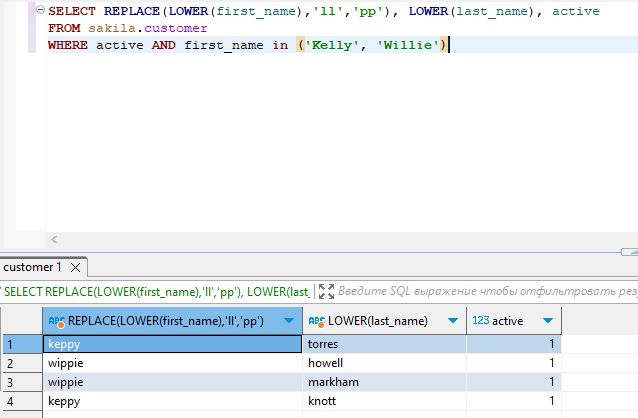 SELECT REPLACE(LOWER(first_name),'ll','pp'), LOWER(last_name), active
FROM sakila.customer
WHERE active AND first_name in ('Kelly', 'Willie')
customer 1
SELECT REPLACE(LOWER(first_name),'ll','pp'), LOWER(last_ Введите SQL выражение чтобы отфильтровать рез
ABC REPLACE(LOWER(first_name),'ll','pp') ABC LOWER(last_name) 123 active
1 keppy torres 1
2 wippie howell 1
3 wippie markham 1
4 keppy knott 1